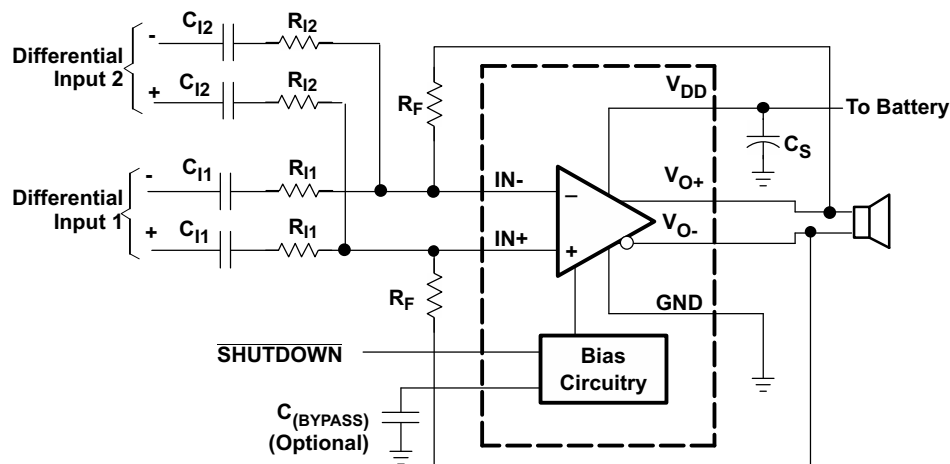 C_I2
R_I2
-
Differential
Input 2
+
C_I2
R_I2
R_F
V_DD
To Battery
C_S
Differential
Input 1
-
C_I1
R_I1
IN-
–
V_O+
+
C_I1
R_I1
IN+
+
V_O-
R_F
GND
SHUTDOWN
Bias
Circuitry
C_(BYPASS)
(Optional)